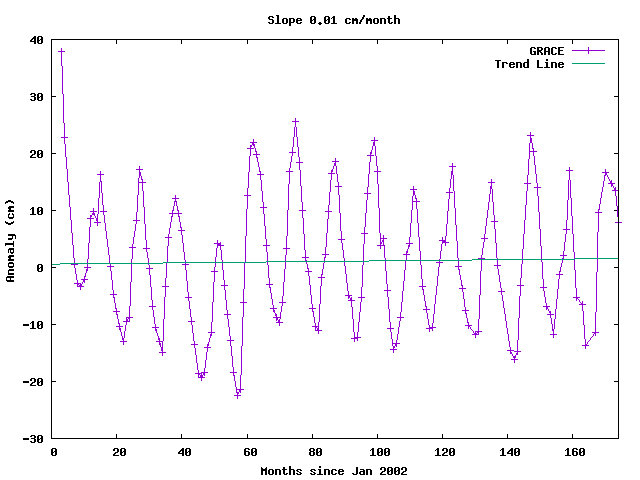 Slope 0.01 cm/month
GRACE
Trend Line
40
30
20
10
0
-10
-20
-30
Anomaly (cm)
0 20 40 60 80 100 120 140 160
Months since Jan 2002